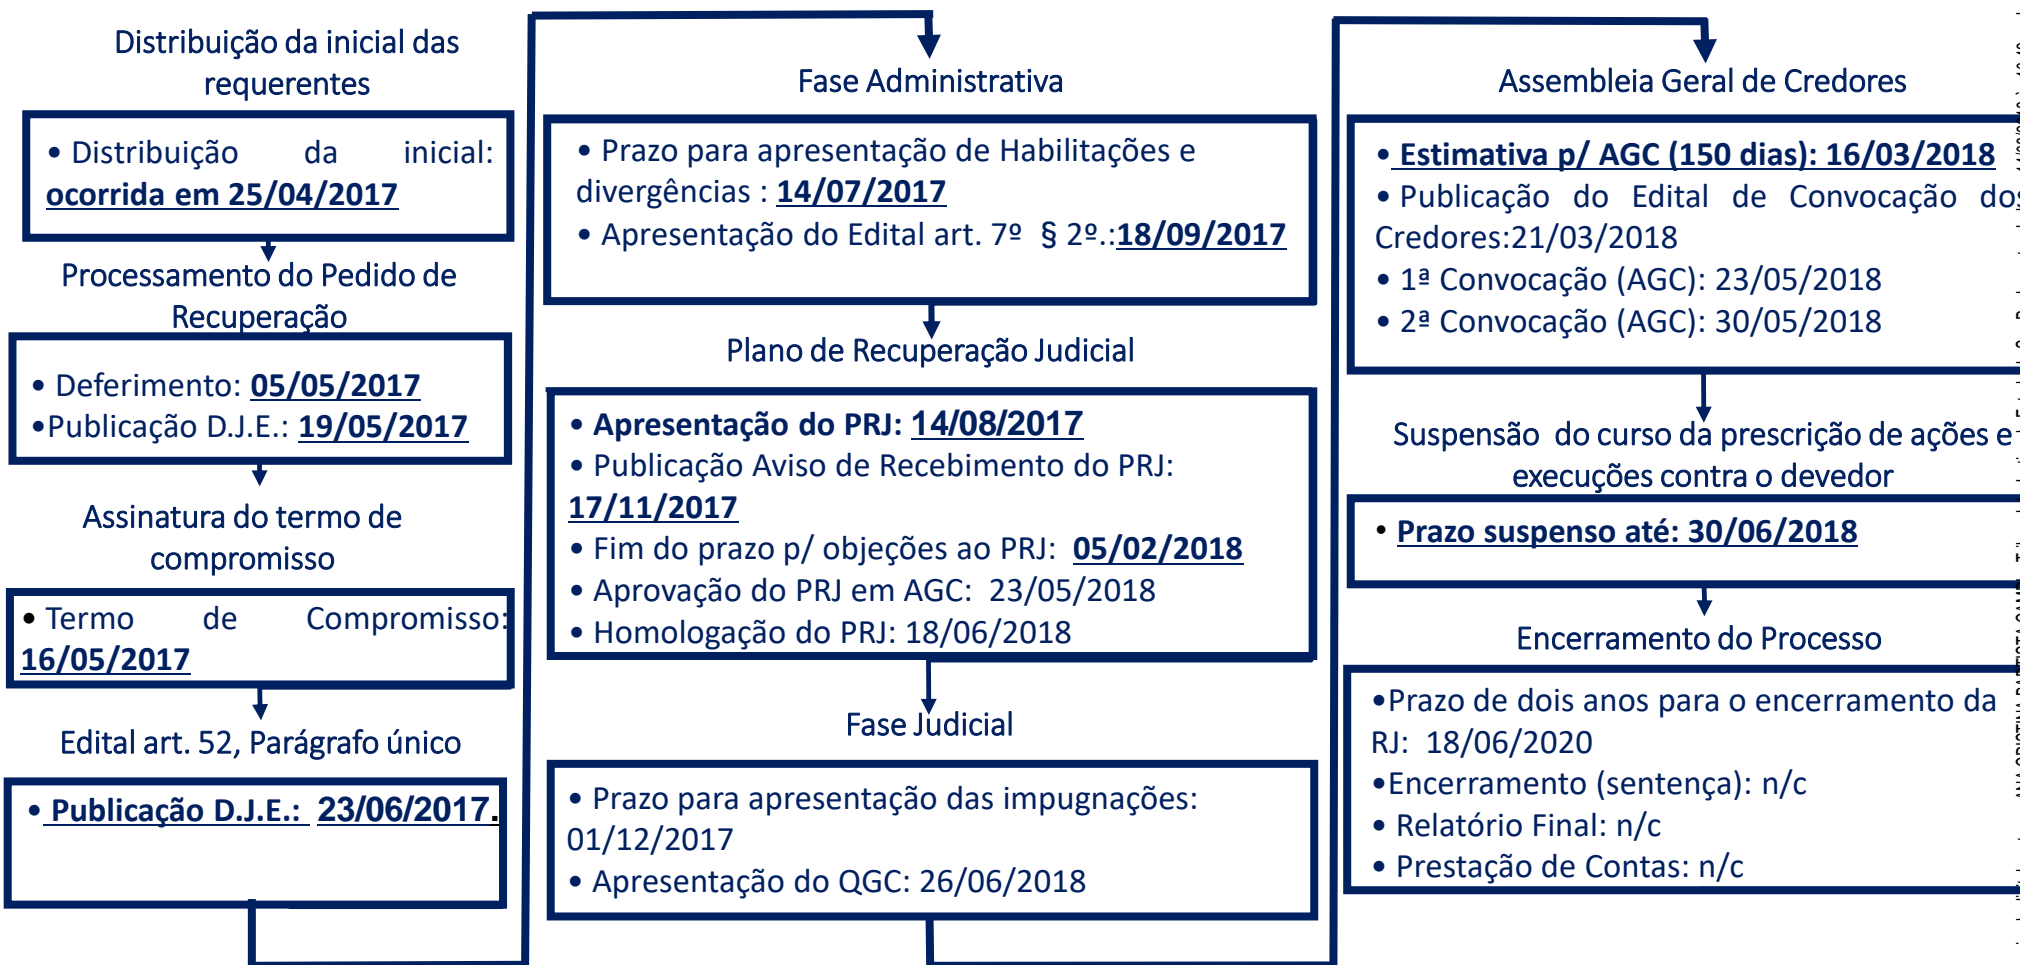 Distribuição da inicial das
requerentes
• Distribuição da inicial:
ocorrida em 25/04/2017
Processamento do Pedido de
Recuperação
• Deferimento: 05/05/2017
•Publicação D.J.E.: 19/05/2017
Assinatura do termo de
compromisso
• Termo de Compromisso:
16/05/2017
Edital art. 52, Parágrafo único
• Publicação D.J.E.: 23/06/2017.
Fase Administrativa
• Prazo para apresentação de Habilitações e
divergências : 14/07/2017
• Apresentação do Edital art. 7º § 2º.:18/09/2017
Plano de Recuperação Judicial
• Apresentação do PRJ: 14/08/2017
• Publicação Aviso de Recebimento do PRJ:
17/11/2017
• Fim do prazo p/ objeções ao PRJ: 05/02/2018
• Aprovação do PRJ em AGC: 23/05/2018
• Homologação do PRJ: 18/06/2018
Fase Judicial
• Prazo para apresentação das impugnações:
01/12/2017
• Apresentação do QGC: 26/06/2018
Assembleia Geral de Credores
• Estimativa p/ AGC (150 dias): 16/03/2018
• Publicação do Edital de Convocação dos
Credores:21/03/2018
• 1ª Convocação (AGC): 23/05/2018
• 2ª Convocação (AGC): 30/05/2018
Suspensão do curso da prescrição de ações e
execuções contra o devedor
• Prazo suspenso até: 30/06/2018
Encerramento do Processo
•Prazo de dois anos para o encerramento da
RJ: 18/06/2020
•Encerramento (sentença): n/c
• Relatório Final: n/c
• Prestação de Contas: n/c